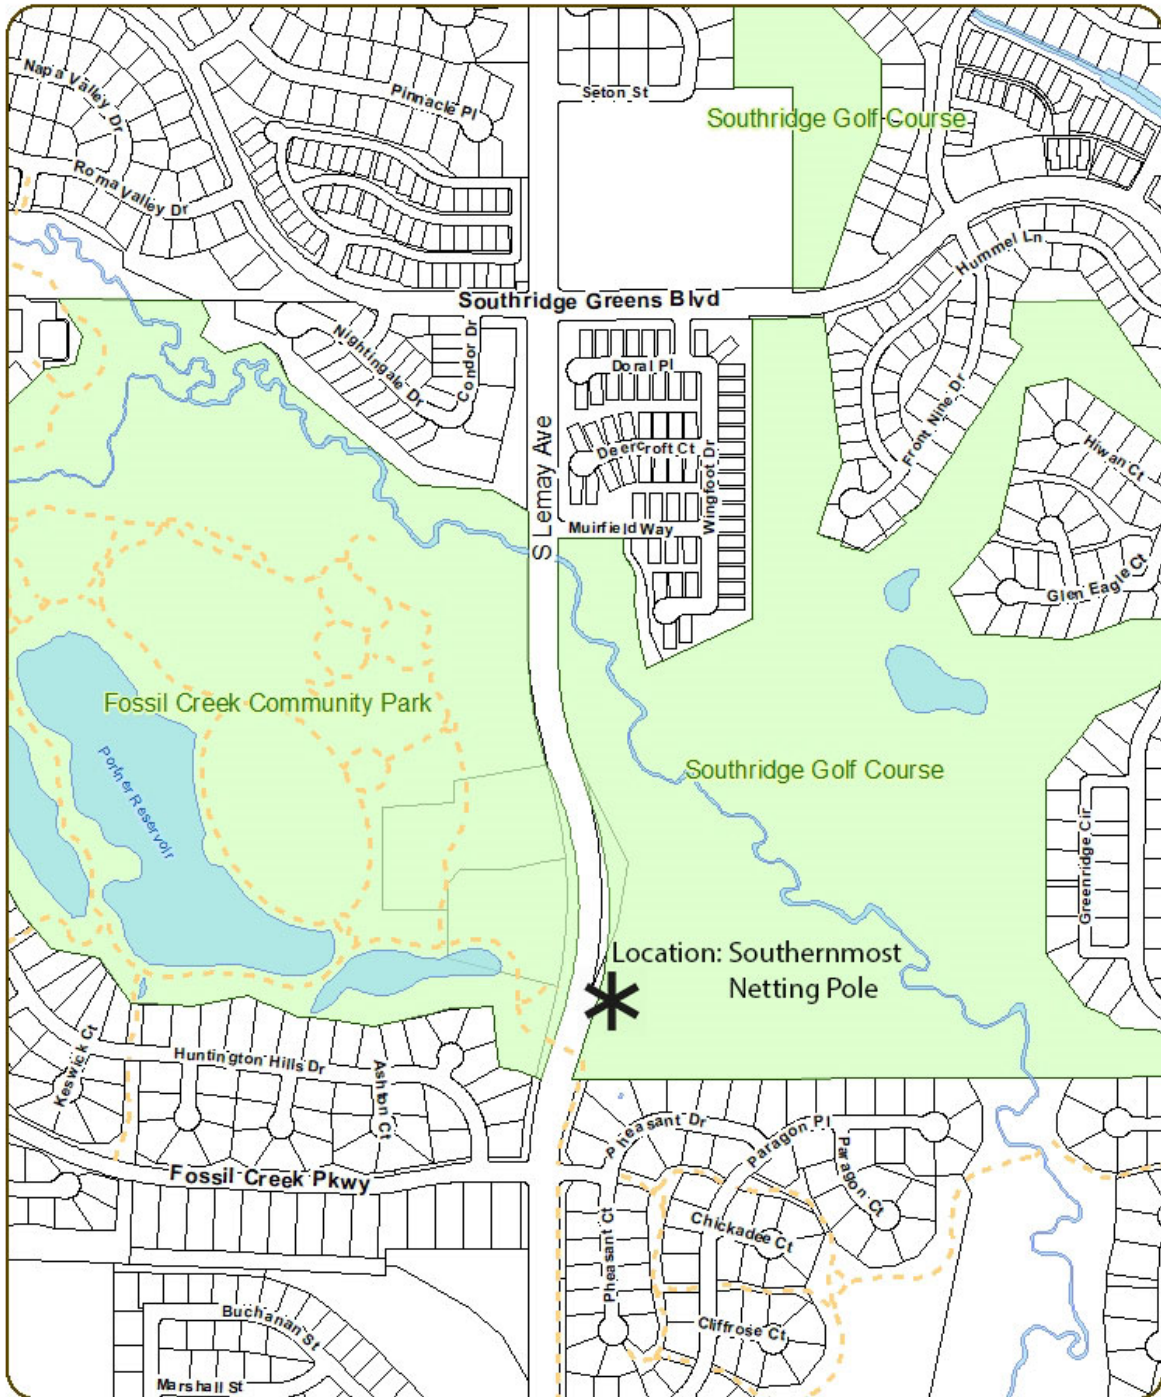 Napa Valley Dr
Pinnacle Pl
Seton St
Southridge Golf Course
Roma Valley Dr
Hummel Ln
Southridge Greens Blvd
Nightingale Dr
Condor Dr
Doral Pl
Front Nine Dr
S Lemay Ave
Deercroft Ct
Wingfoot Dr
Hiwan Ct
Muirfield Way
Glen Eagle Ct
Fossil Creek Community Park
Portner Reservoir
Southridge Golf Course
Greenridge Cir
Location: Southernmost
Netting Pole
Keswick Ct
Huntington Hills Dr
Ashton Ct
Pheasant Dr
Paragon Pl
Paragon Ct
Fossil Creek Pkwy
Pheasant Ct
Chickadee Ct
Buchanan St
Cliffrose Ct
Marshall St